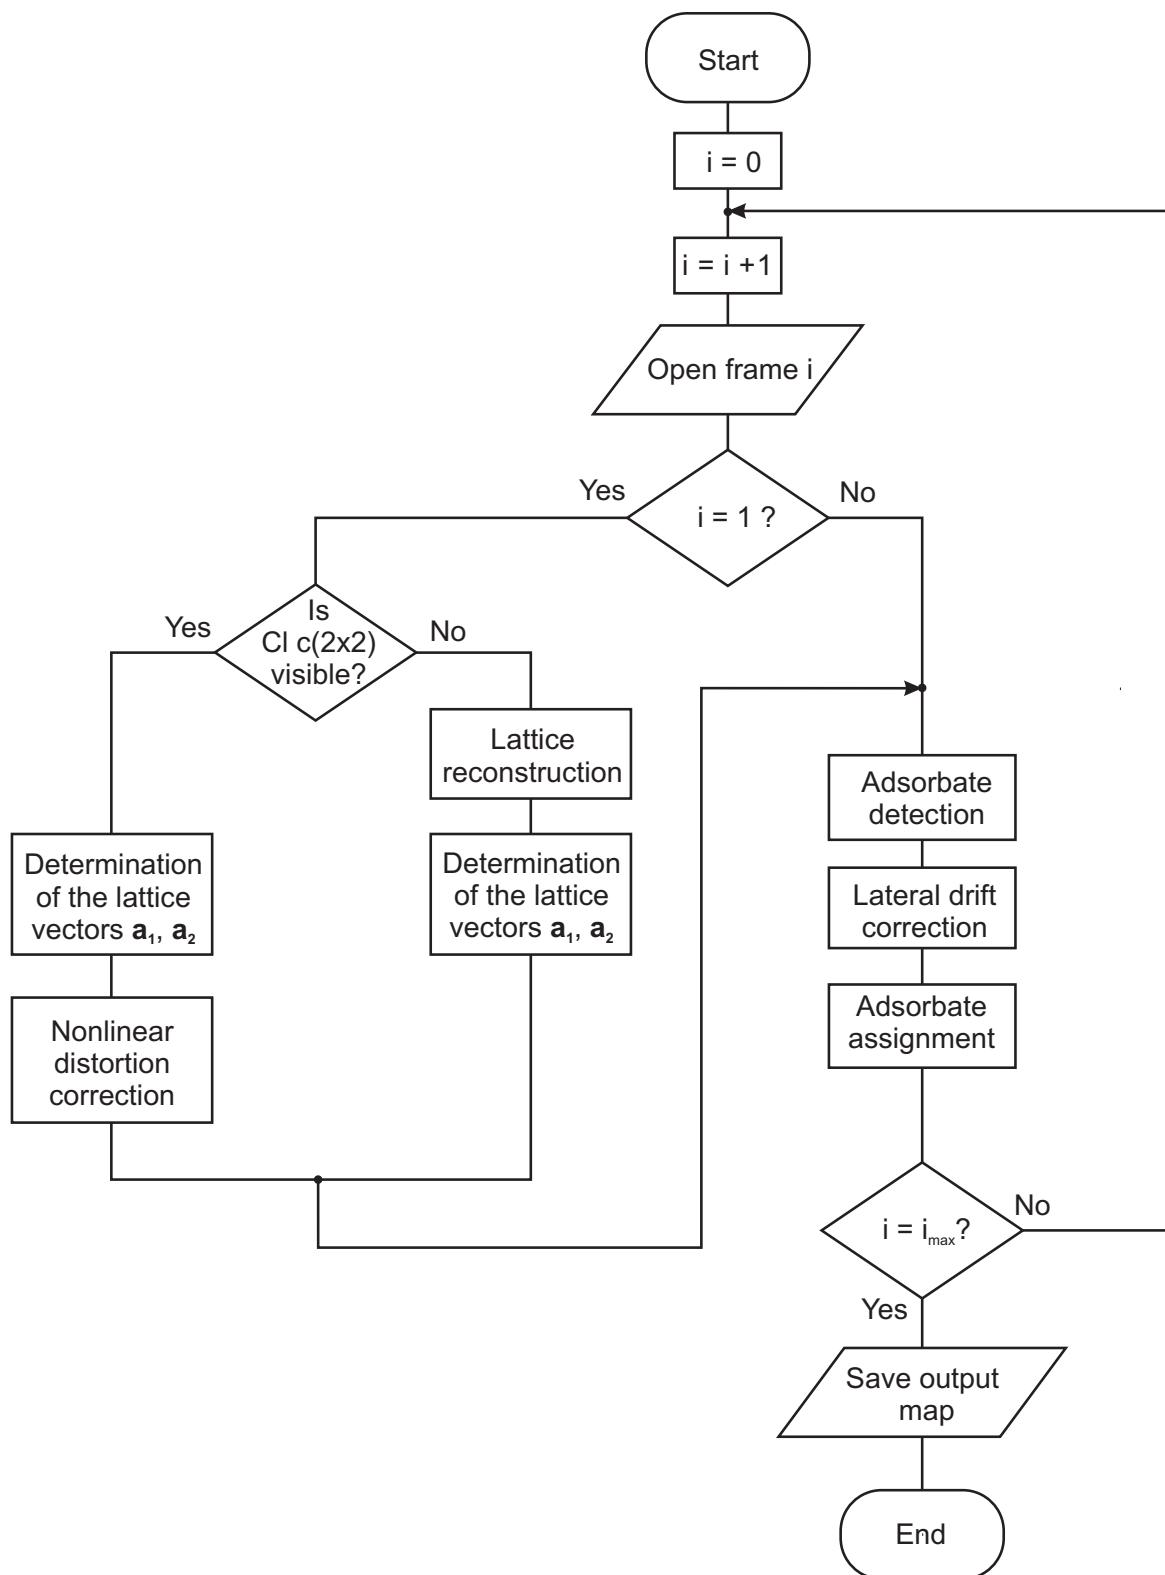 Start
i = 0
i = i +1
Open frame i
Yes
i = 1 ?
No
Yes
Is
Cl c(2x2)
visible?
No
Lattice
reconstruction
Determination
of the lattice
vectors a₁, a₂
Determination
of the lattice
vectors a₁, a₂
Nonlinear
distortion
correction
Adsorbate
detection
Lateral drift
correction
Adsorbate
assignment
i = iₘₐₓ?
No
Yes
Save output
map
End